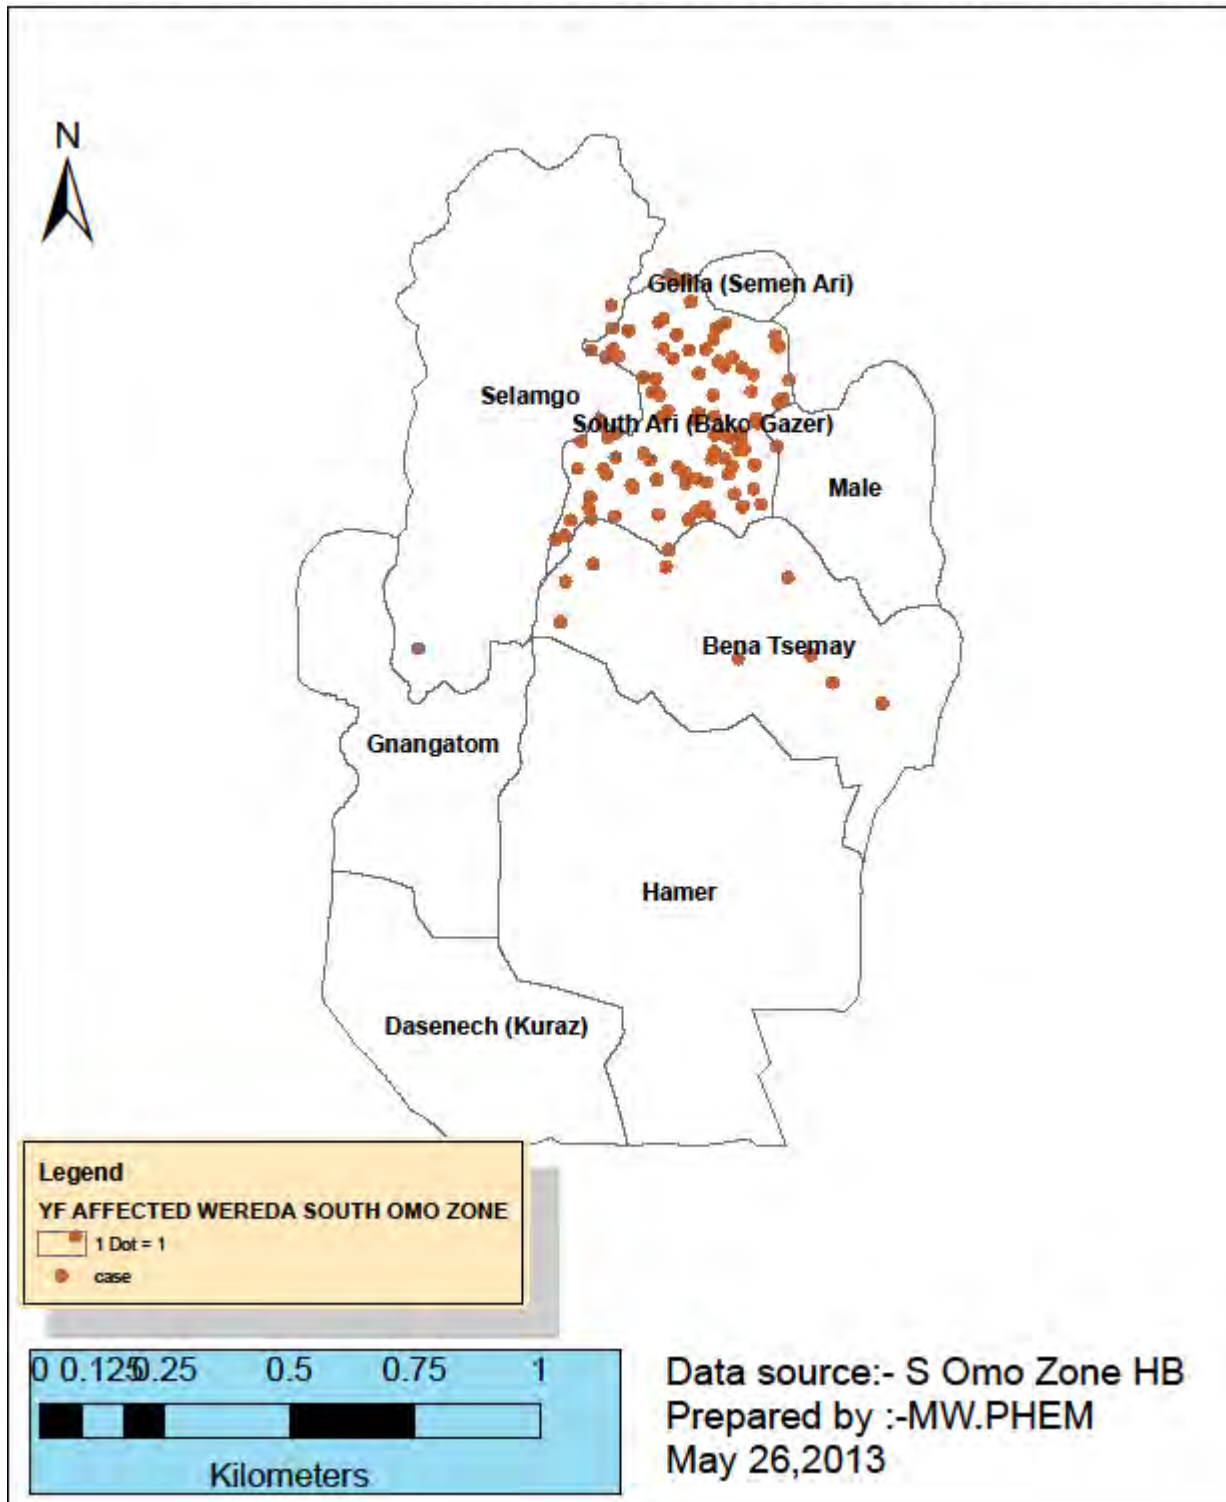 N
Gelila (Semen Ari)
Selamgo
South Ari (Bako Gazer)
Male
Bena Tsemay
Gnangatom
Hamer
Dasenech (Kuraz)
Legend
YF AFFECTED WEREDA SOUTH OMO ZONE
1 Dot = 1
case
0 0.125 0.25 0.5 0.75 1
Kilometers
Data source:- S Omo Zone HB
Prepared by :-MW.PHEM
May 26,2013